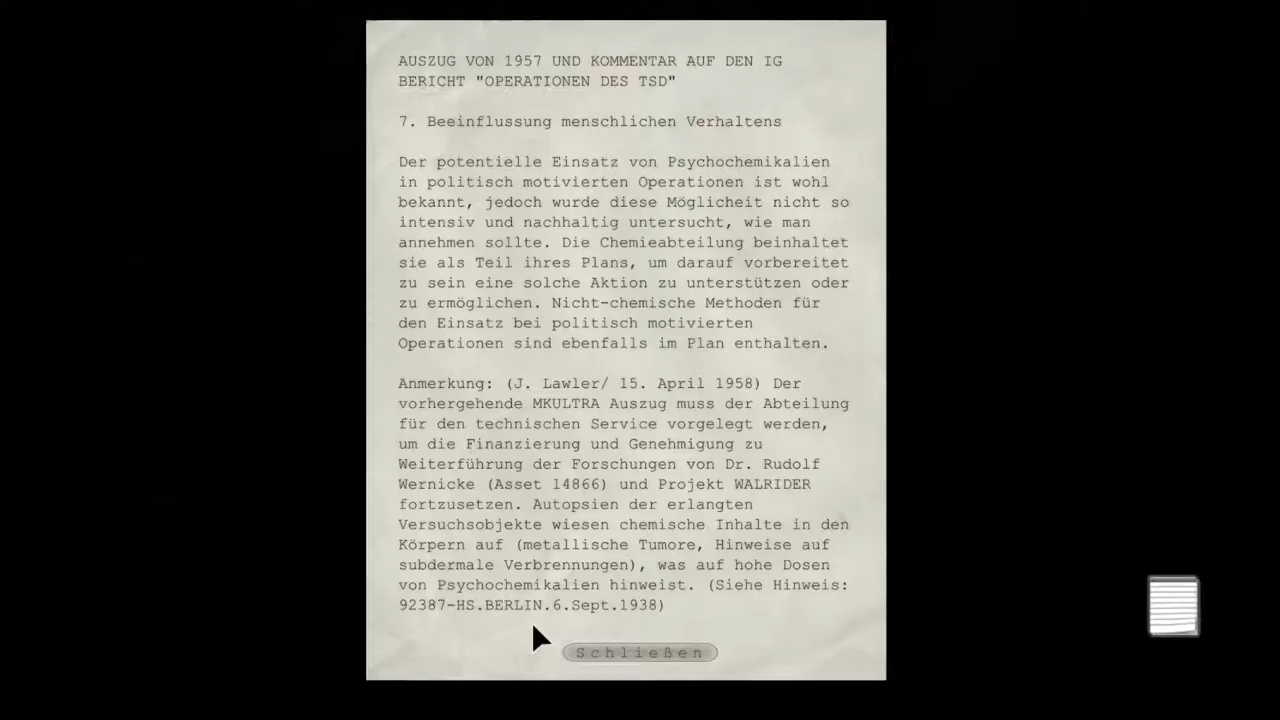 AUSZUG VON 1957 UND KOMMENTAR AUF DEN IG
BERICHT "OPERATIONEN DES TSD"
7. Beeinflussung menschlichen Verhaltens
Der potentielle Einsatz von Psychochemikalien
in politisch motivierten Operationen ist wohl
bekannt, jedoch wurde diese Möglicheit nicht so
intensiv und nachhaltig untersucht, wie man
annehmen sollte. Die Chemieabteilung beinhaltet
sie als Teil ihres Plans, um darauf vorbereitet
zu sein eine solche Aktion zu unterstützen oder
zu ermöglichen. Nicht-chemische Methoden für
den Einsatz bei politisch motivierten
Operationen sind ebenfalls im Plan enthalten.
Anmerkung: (J. Lawler/ 15. April 1958) Der
vorhergehende MKULTRA Auszug muss der Abteilung
für den technischen Service vorgelegt werden,
um die Finanzierung und Genehmigung zu
Weiterführung der Forschungen von Dr. Rudolf
Wernicke (Asset 14866) und Projekt WALRIDER
fortzusetzen. Autopsien der erlangten
Versuchsobjekte wiesen chemische Inhalte in den
Körpern auf (metallische Tumore, Hinweise auf
subdermale Verbrennungen), was auf hohe Dosen
von Psychochemikalien hinweist. (Siehe Hinweis:
92387-HS.BERLIN.6.Sept.1938)
Schließen